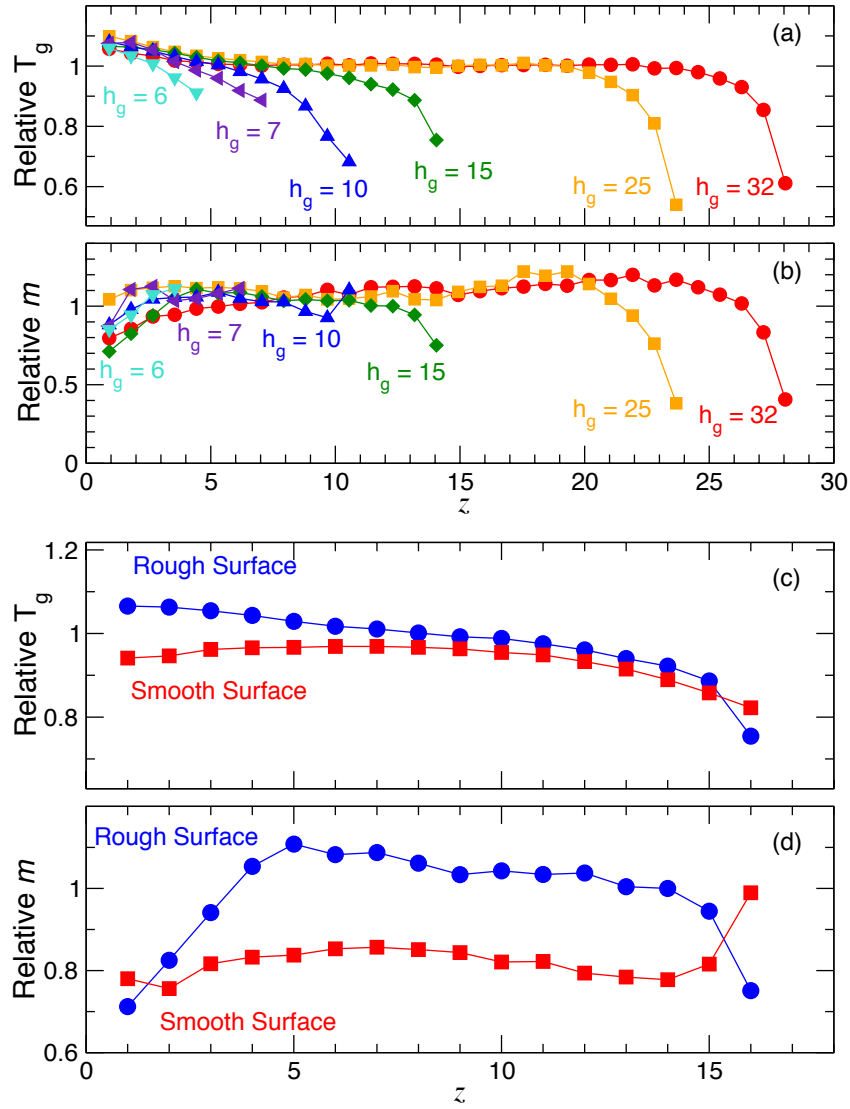 (a)
Relative T_g
1
0.8
0.6
h_g = 6
h_g = 7
h_g = 10
h_g = 15
h_g = 25
h_g = 32
(b)
Relative m
1
0.5
0
h_g = 6
h_g = 7
h_g = 10
h_g = 15
h_g = 25
h_g = 32
0 5 10 15 20 25 30
z
(c)
Relative T_g
1.2
1
0.8
Rough Surface
Smooth Surface
(d)
Relative m
1
0.8
0.6
Rough Surface
Smooth Surface
0 5 10 15
z